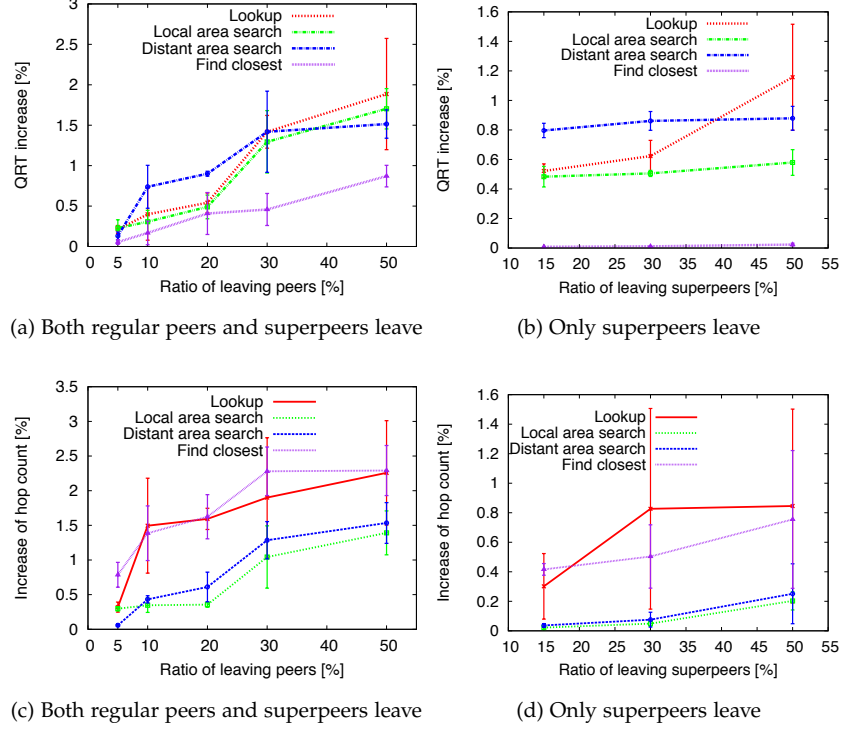 QRT increase [%]
3
2.5
2
1.5
1
0.5
0
Lookup
Local area search
Distant area search
Find closest
0 5 10 20 30 40 50
Ratio of leaving peers [%]
(a) Both regular peers and superpeers leave
QRT increase [%]
1.6
1.4
1.2
1
0.8
0.6
0.4
0.2
0
Lookup
Local area search
Distant area search
Find closest
10 15 20 25 30 35 40 45 50 55
Ratio of leaving superpeers [%]
(b) Only superpeers leave
Increase of hop count [%]
3.5
3
2.5
2
1.5
1
0.5
0
Lookup
Local area search
Distant area search
Find closest
0 5 10 20 30 40 50
Ratio of leaving peers [%]
(c) Both regular peers and superpeers leave
Increase of hop count [%]
1.6
1.4
1.2
1
0.8
0.6
0.4
0.2
0
Lookup
Local area search
Distant area search
Find closest
10 15 20 25 30 35 40 45 50 55
Ratio of leaving superpeers [%]
(d) Only superpeers leave